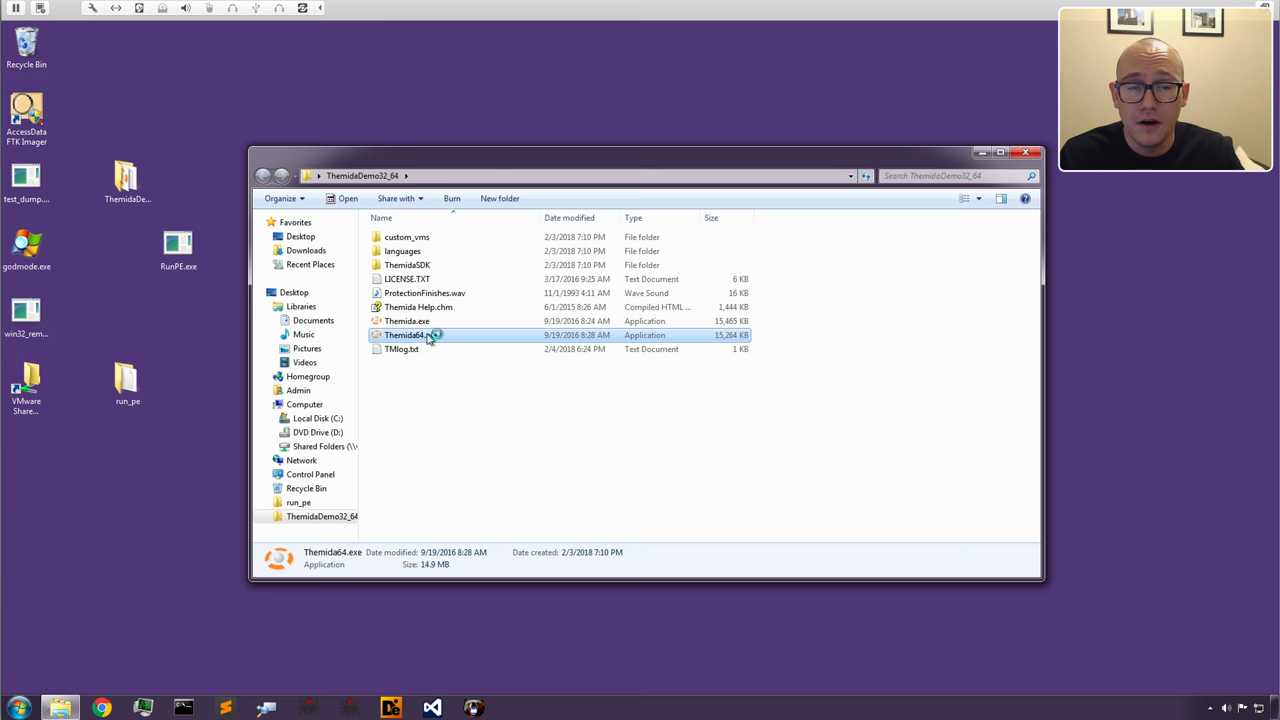 Recycle Bin
AccessData
FTK Imager
test_dump....
ThemidaDe...
godmode.exe
RunPE.exe
win32_rem...
VMware
Share...
run_pe
ThemidaDemo32_64
Search ThemidaDemo32_64
Organize
Open
Share with
Burn
New folder
Favorites
Desktop
Downloads
Recent Places
Desktop
Libraries
Documents
Music
Pictures
Videos
Homegroup
Admin
Computer
Local Disk (C:)
DVD Drive (D:)
Shared Folders (\\
Network
Control Panel
Recycle Bin
run_pe
ThemidaDemo32_64
Name Date modified Type Size
custom_vms 2/3/2018 7:10 PM File folder
languages 2/3/2018 7:10 PM File folder
ThemidaSDK 2/3/2018 7:10 PM File folder
LICENSE.TXT 3/17/2016 9:25 AM Text Document 6 KB
ProtectionFinishes.wav 11/1/1993 4:11 AM Wave Sound 16 KB
Themida Help.chm 6/1/2015 8:26 AM Compiled HTML ... 1,444 KB
Themida.exe 9/19/2016 8:24 AM Application 15,465 KB
Themida64. 9/19/2016 8:28 AM Application 15,264 KB
TMlog.txt 2/4/2018 6:24 PM Text Document 1 KB
Themida64.exe Date modified: 9/19/2016 8:28 AM Date created: 2/3/2018 7:10 PM
Application Size: 14.9 MB